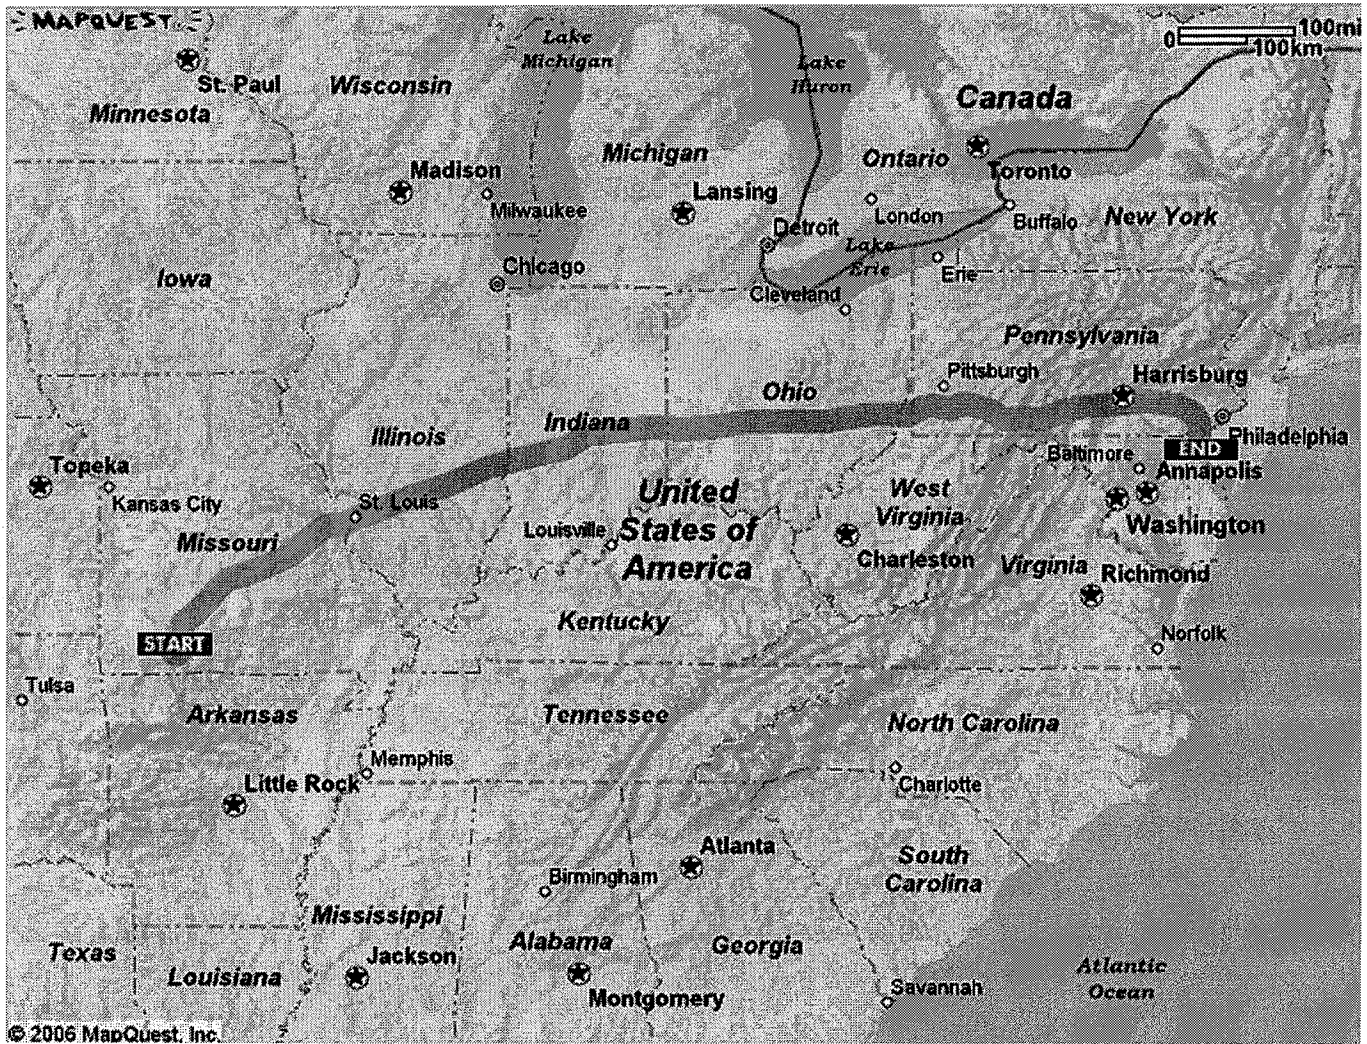 MAPQUEST
100mi
0
100km
Lake
Michigan
Lake
Huron
St. Paul
Wisconsin
Canada
Minnesota
Michigan
Ontario
Madison
Toronto
Lansing
Milwaukee
London
Buffalo
New York
Detroit
Lake
Erie
Chicago
Erie
Iowa
Cleveland
Pennsylvania
Pittsburgh
Harrisburg
Ohio
Indiana
Illinois
Philadelphia
END
Baltimore
Topeka
Annapolis
Kansas City
St. Louis
United
States of
America
West
Virginia
Washington
Louisville
Missouri
Charleston
Virginia
Richmond
Kentucky
START
Norfolk
Tulsa
Arkansas
Tennessee
North Carolina
Memphis
Little Rock
Charlotte
Atlanta
South
Carolina
Birmingham
Mississippi
Alabama
Georgia
Texas
Jackson
Louisiana
Atlantic
Ocean
Montgomery
Savannah
© 2006 MapQuest, Inc.